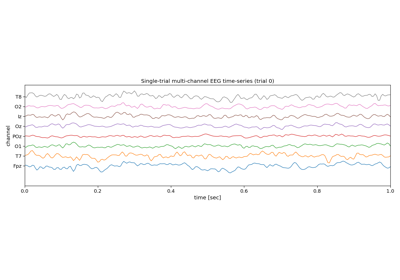 Single-trial multi-channel EEG time-series (trial 0)
T8
O2
Iz
Oz
POz
O1
T7
Fpz
channel
0.0 0.2 0.4 0.6 0.8 1.0
time [sec]